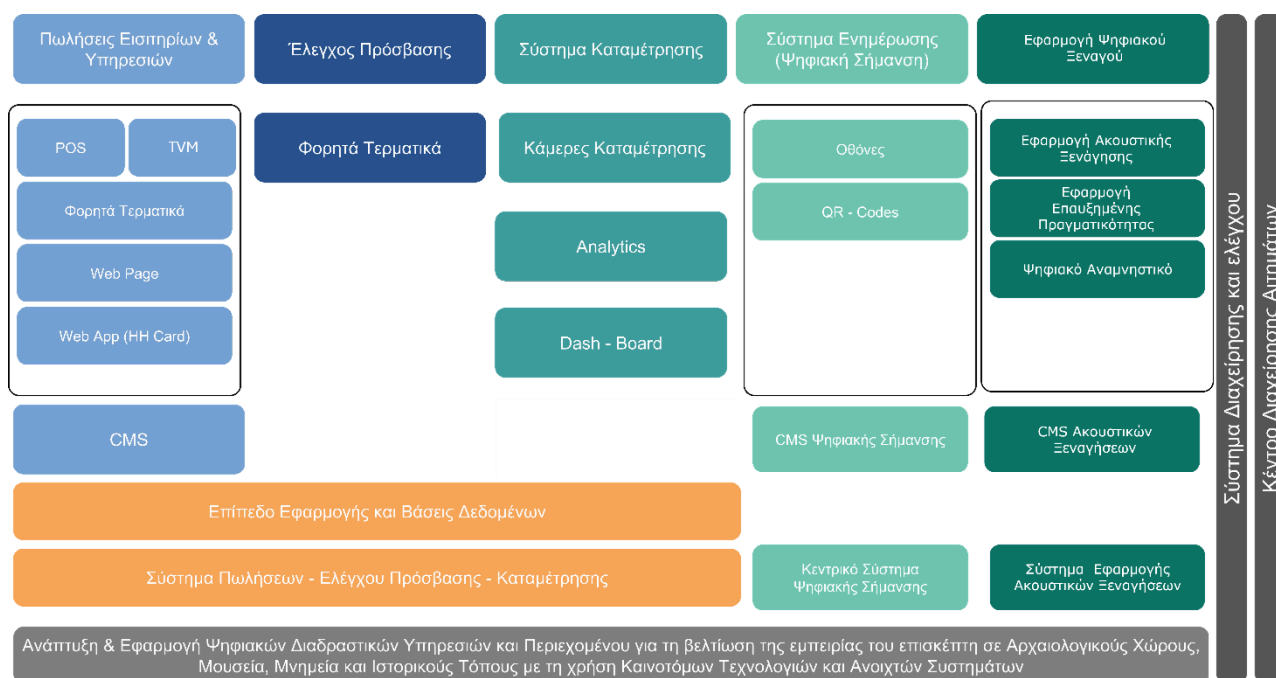 Πωλήσεις Εισιτηρίων &
Υπηρεσιών
Έλεγχος Πρόσβασης
Σύστημα Καταμέτρησης
Σύστημα Ενημέρωσης
(Ψηφιακή Σήμανση)
Εφαρμογή Ψηφιακού
Ξεναγού
POS
TVM
Φορητά Τερματικά
Web Page
Web App (HH Card)
Φορητά Τερματικά
Κάμερες Καταμέτρησης
Analytics
Dash - Board
Οθόνες
QR - Codes
Εφαρμογή Ακουστικής
Ξενάγησης
Εφαρμογή
Επαυξημένης
Πραγματικότητας
Ψηφιακό Αναμνηστικό
CMS
CMS Ψηφιακής Σήμανσης
CMS Ακουστικών
Ξεναγήσεων
Επίπεδο Εφαρμογής και Βάσεις Δεδομένων
Σύστημα Πωλήσεων - Ελέγχου Πρόσβασης - Καταμέτρησης
Κεντρικό Σύστημα
Ψηφιακής Σήμανσης
Σύστημα Εφαρμογής
Ακουστικών Ξεναγήσεων
Ανάπτυξη & Εφαρμογή Ψηφιακών Διαδραστικών Υπηρεσιών και Περιεχομένου για τη βελτίωση της εμπειρίας του επισκέπτη σε Αρχαιολογικούς Χώρους,
Μουσεία, Μνημεία και Ιστορικούς Τόπους με τη χρήση Καινοτόμων Τεχνολογιών και Ανοιχτών Συστημάτων
Σύστημα Διαχείρησης και ελέγχου
Κέντρο Διαχείρησης Αιτημάτων